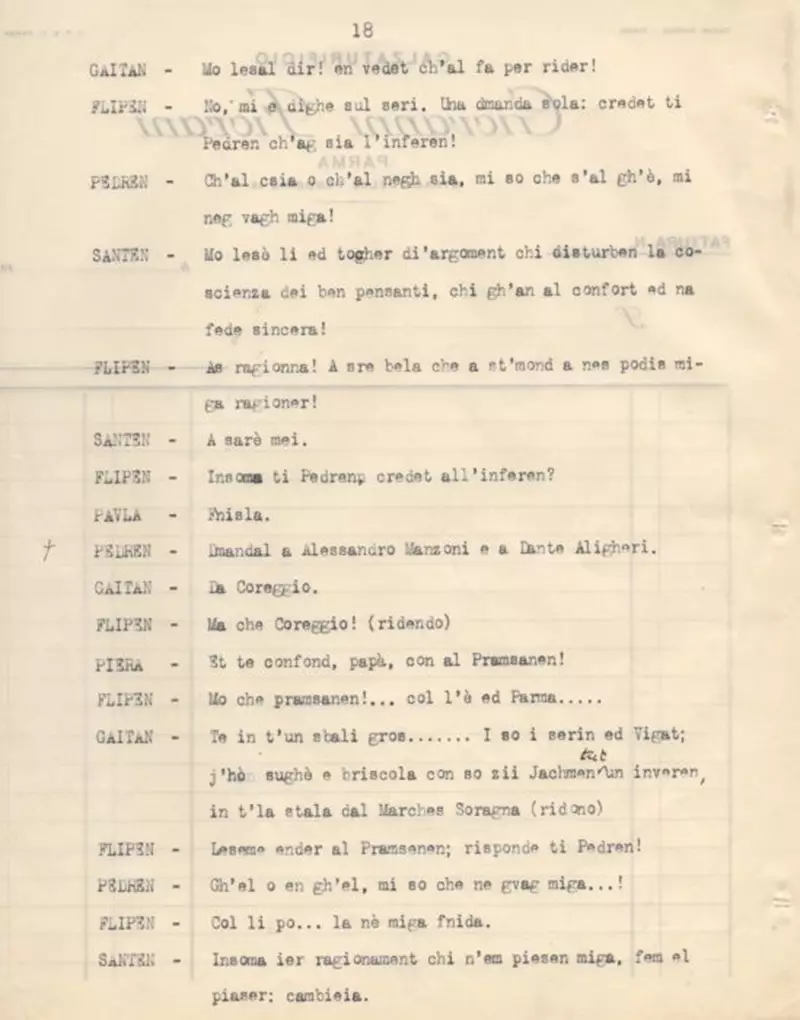 18
GAITAN - Mo lesal dir! en vedet ch'al fa per rider!
FLIPEN - No, mi e dighe sul seri. Una dmanda sola: credet ti
Pedren ch'ag sia l'inferen!
PEDREN - Ch'al csia o ch'al negh sia, mi so che s'al gh'è, mi
neg vagh miga!
SANTEN - Mo lesò li ed togher di'argoment chi disturben la co-
scienza dei ben pensanti, chi gh'an al confort ed na
fede sincera!
FLIPEN - As ragionna! A sre bela che a st'mond a nes podis mi-
ga ragioner!
SANTEN - A sarè mei.
FLIPEN - Insoma ti Pedren, credet all'inferen?
PAVLA - Fnisla.
† PEDREN - Dmandal a Alessandro Manzoni e a Dante Aligheri.
GAITAN - Da Coreggio.
FLIPEN - Ma che Coreggio! (ridendo)
PIERA - Et te confond, papà, con al Pramsanen!
FLIPEN - Mo che pramsanen!... col l'è ed Parma.....
GAITAN - Te in t'un sbali gros....... I so i serin ed Vigat;
tut
j'hò sughè e briscola con so zii Jachmen un inveren,
in t'la stala dal Marches Soragna (ridono)
FLIPEN - Leseme ender al Pramsenen; risponde ti Pedren!
PEDREN - Gh'el o en gh'el, mi so che ne gvag miga...!
FLIPEN - Col li po... la nè miga fnida.
SANTEN - Insoma ier ragionament chi n'em piesen miga, fem el
piaser: cambieia.